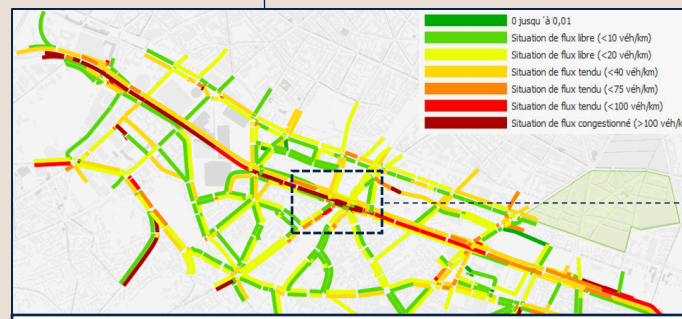 0 jusqu ´à 0,01
Situation de flux libre (<10 véh/km)
Situation de flux libre (<20 véh/km)
Situation de flux tendu (<40 véh/km)
Situation de flux tendu (<75 véh/km)
Situation de flux tendu (<100 véh/km)
Situation de flux congestionné (>100 véh/k